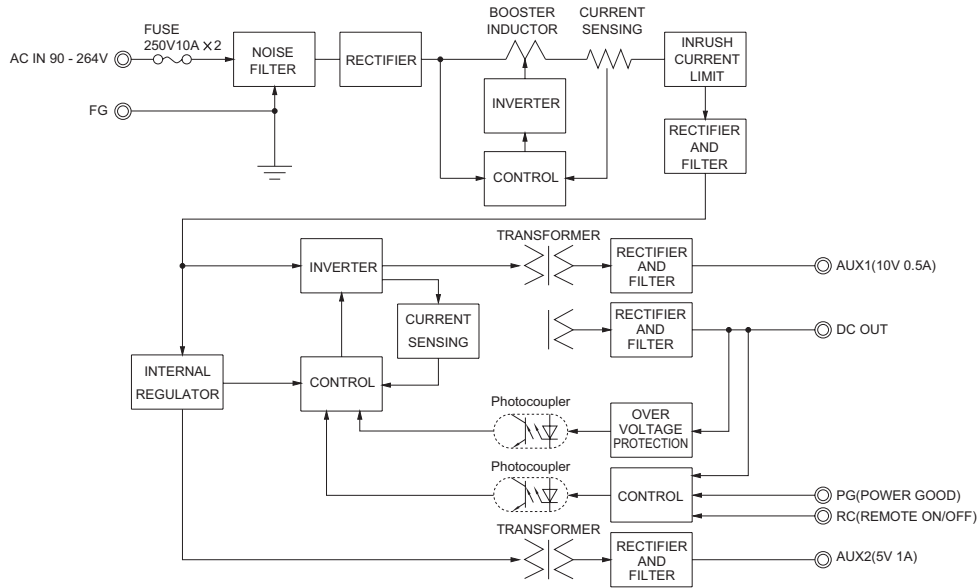 BOOSTER
INDUCTOR
CURRENT
SENSING
FUSE
250V10A ×2
AC IN 90 - 264V
NOISE
FILTER
RECTIFIER
INRUSH
CURRENT
LIMIT
FG
INVERTER
RECTIFIER
AND
FILTER
CONTROL
TRANSFORMER
INVERTER
RECTIFIER
AND
FILTER
AUX1(10V 0.5A)
CURRENT
SENSING
RECTIFIER
AND
FILTER
DC OUT
INTERNAL
REGULATOR
CONTROL
Photocoupler
OVER
VOLTAGE
PROTECTION
Photocoupler
CONTROL
PG(POWER GOOD)
RC(REMOTE ON/OFF)
TRANSFORMER
RECTIFIER
AND
FILTER
AUX2(5V 1A)